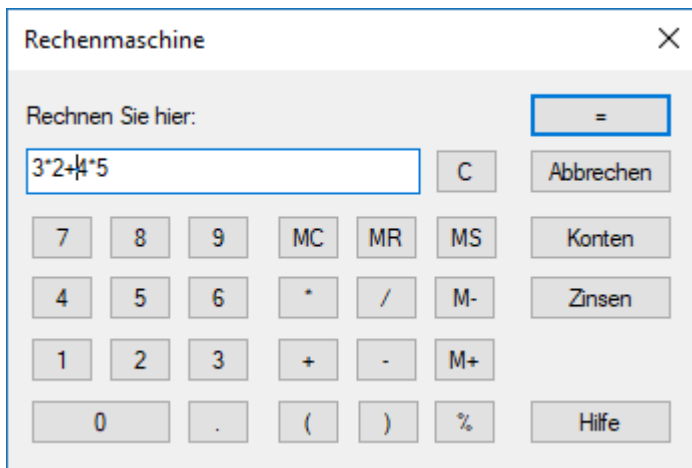 Rechenmaschine
Rechnen Sie hier:
=
3*2+4*5
C
Abbrechen
7 8 9 MC MR MS Konten
4 5 6 * / M- Zinsen
1 2 3 + - M+
0 . ( ) % Hilfe